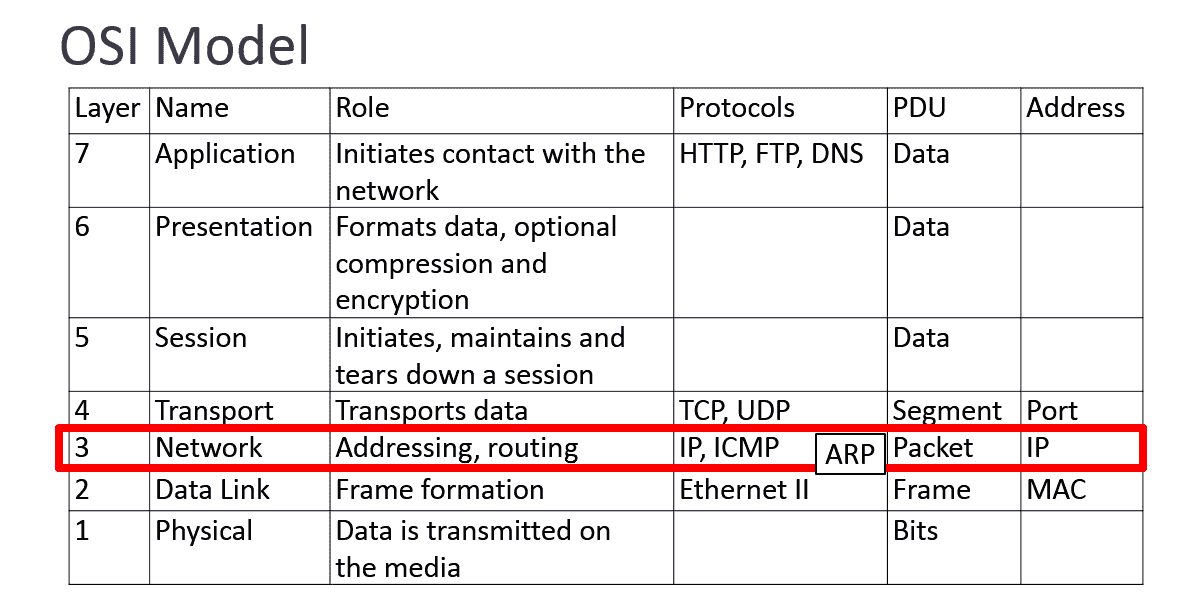 OSI Model
Layer Name Role Protocols PDU Address
7 Application Initiates contact with the HTTP, FTP, DNS Data
network
6 Presentation Formats data, optional Data
compression and
encryption
5 Session Initiates, maintains and Data
tears down a session
4 Transport Transports data TCP, UDP Segment Port
3 Network Addressing, routing IP, ICMP ARP Packet IP
2 Data Link Frame formation Ethernet II Frame MAC
1 Physical Data is transmitted on Bits
the media